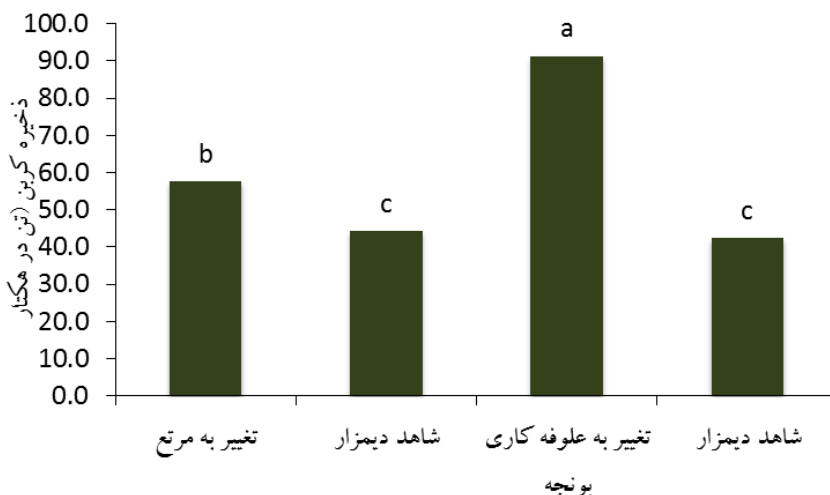 ذخیره کربن (تن در هکتار
100.0
90.0
80.0
70.0
60.0
50.0
40.0
30.0
20.0
10.0
0.0
b
c
a
c
تغییر به مرتع
شاهد دیمزار
تغییر به علوفه کاری
یونجه
شاهد دیمزار